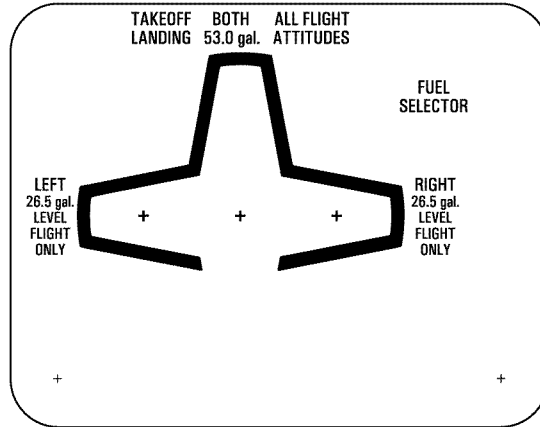 TAKEOFF BOTH ALL FLIGHT
LANDING 53.0 gal. ATTITUDES
FUEL
SELECTOR
LEFT
26.5 gal.
LEVEL
FLIGHT
ONLY
RIGHT
26.5 gal.
LEVEL
FLIGHT
ONLY